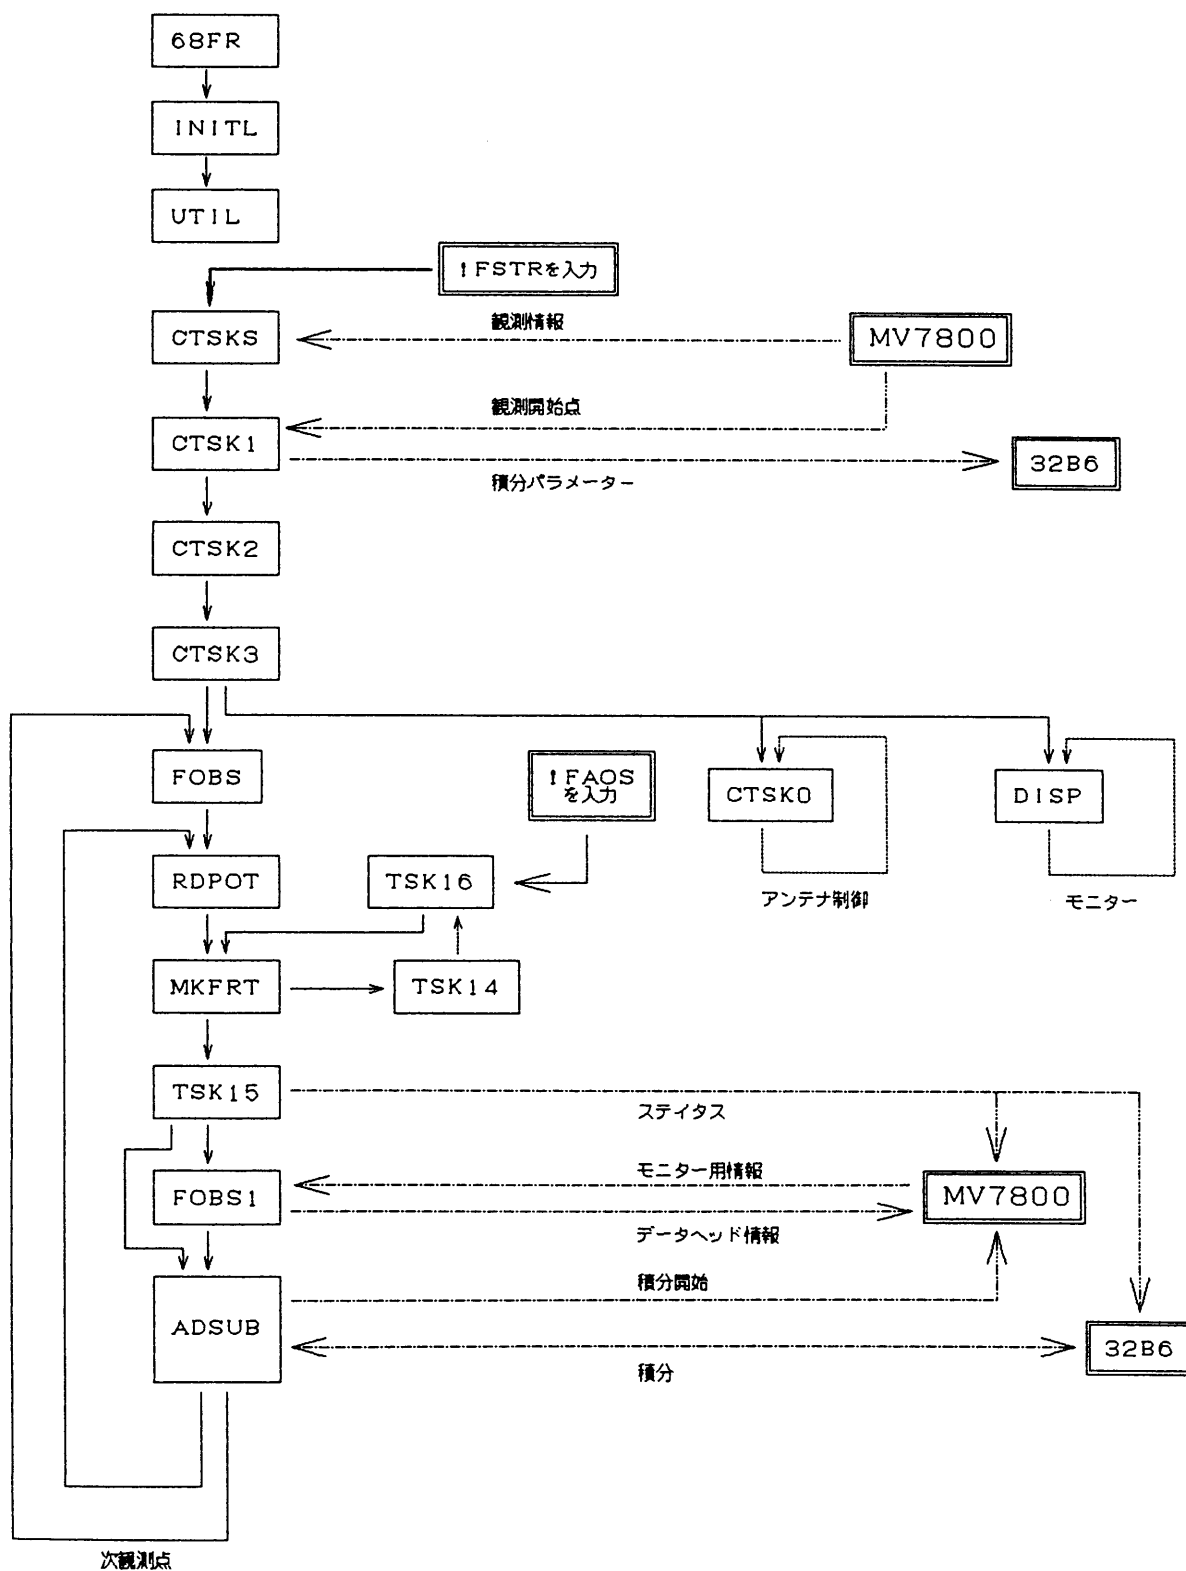 68FR
INITL
UTIL
!FSTRを入力
CTSKS
観測情報
MV7800
観測開始点
CTSK1
32B6
積分パラメーター
CTSK2
CTSK3
FOBS
!FAOS
を入力
CTSK0
DISP
RDPOT
TSK16
アンテナ制御
モニター
MKFRT
TSK14
TSK15
ステイタス
モニター用情報
FOBS1
MV7800
データヘッド情報
積分開始
ADSUB
32B6
積分
次観測点